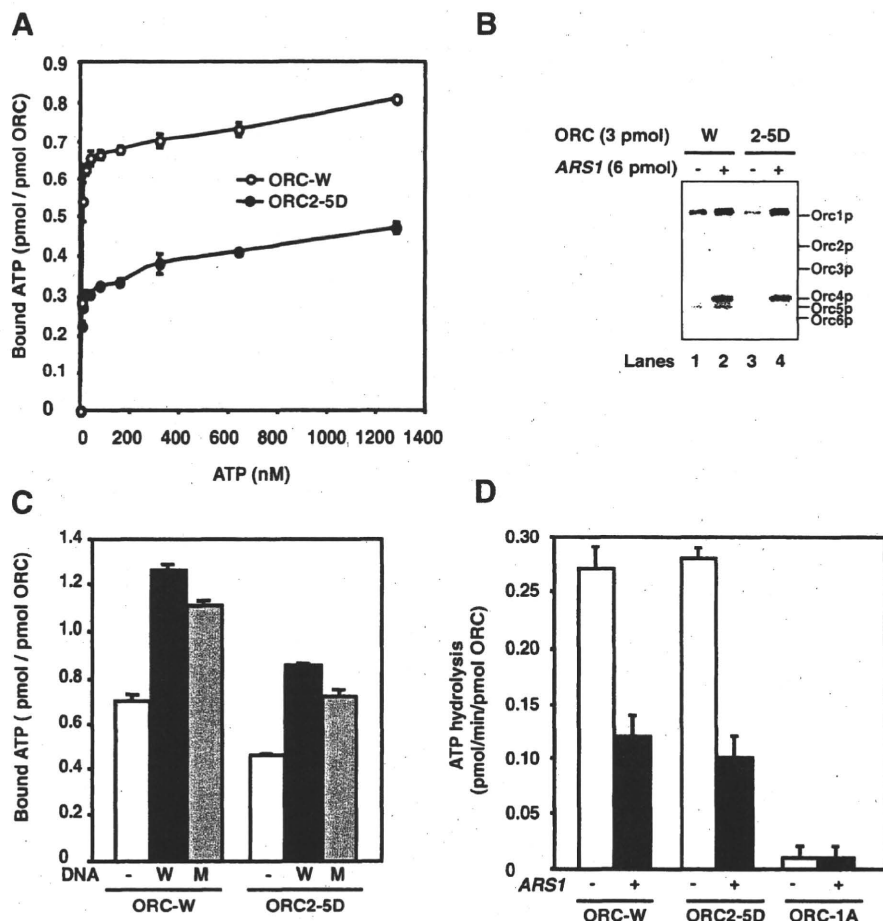 A
Bound ATP (pmol / pmol ORC)
0.9
0.8
0.7
0.6
0.5
0.4
0.3
0.2
0.1
0
0 200 400 600 800 1000 1200 1400
ATP (nM)
ORC-W
ORC2-5D
B
ORC (3 pmol) W 2-5D
ARS1 (6 pmol) - + - +
Orc1p
Orc2p
Orc3p
Orc4p
Orc5p
Orc6p
Lanes 1 2 3 4
C
Bound ATP ( pmol / pmol ORC)
1.4
1.2
1.0
0.8
0.6
0.4
0.2
0
DNA - W M - W M
ORC-W ORC2-5D
D
ATP hydrolysis
(pmol/min/pmol ORC)
0.30
0.25
0.20
0.15
0.10
0.05
0
ARS1 - + - + - +
ORC-W ORC2-5D ORC-1A